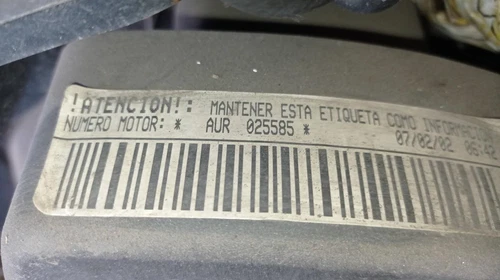 !ATENCION!: MANTENER ESTA ETIQUETA COMO
NUMERO MOTOR: * AUR 025585 * 07/02/02